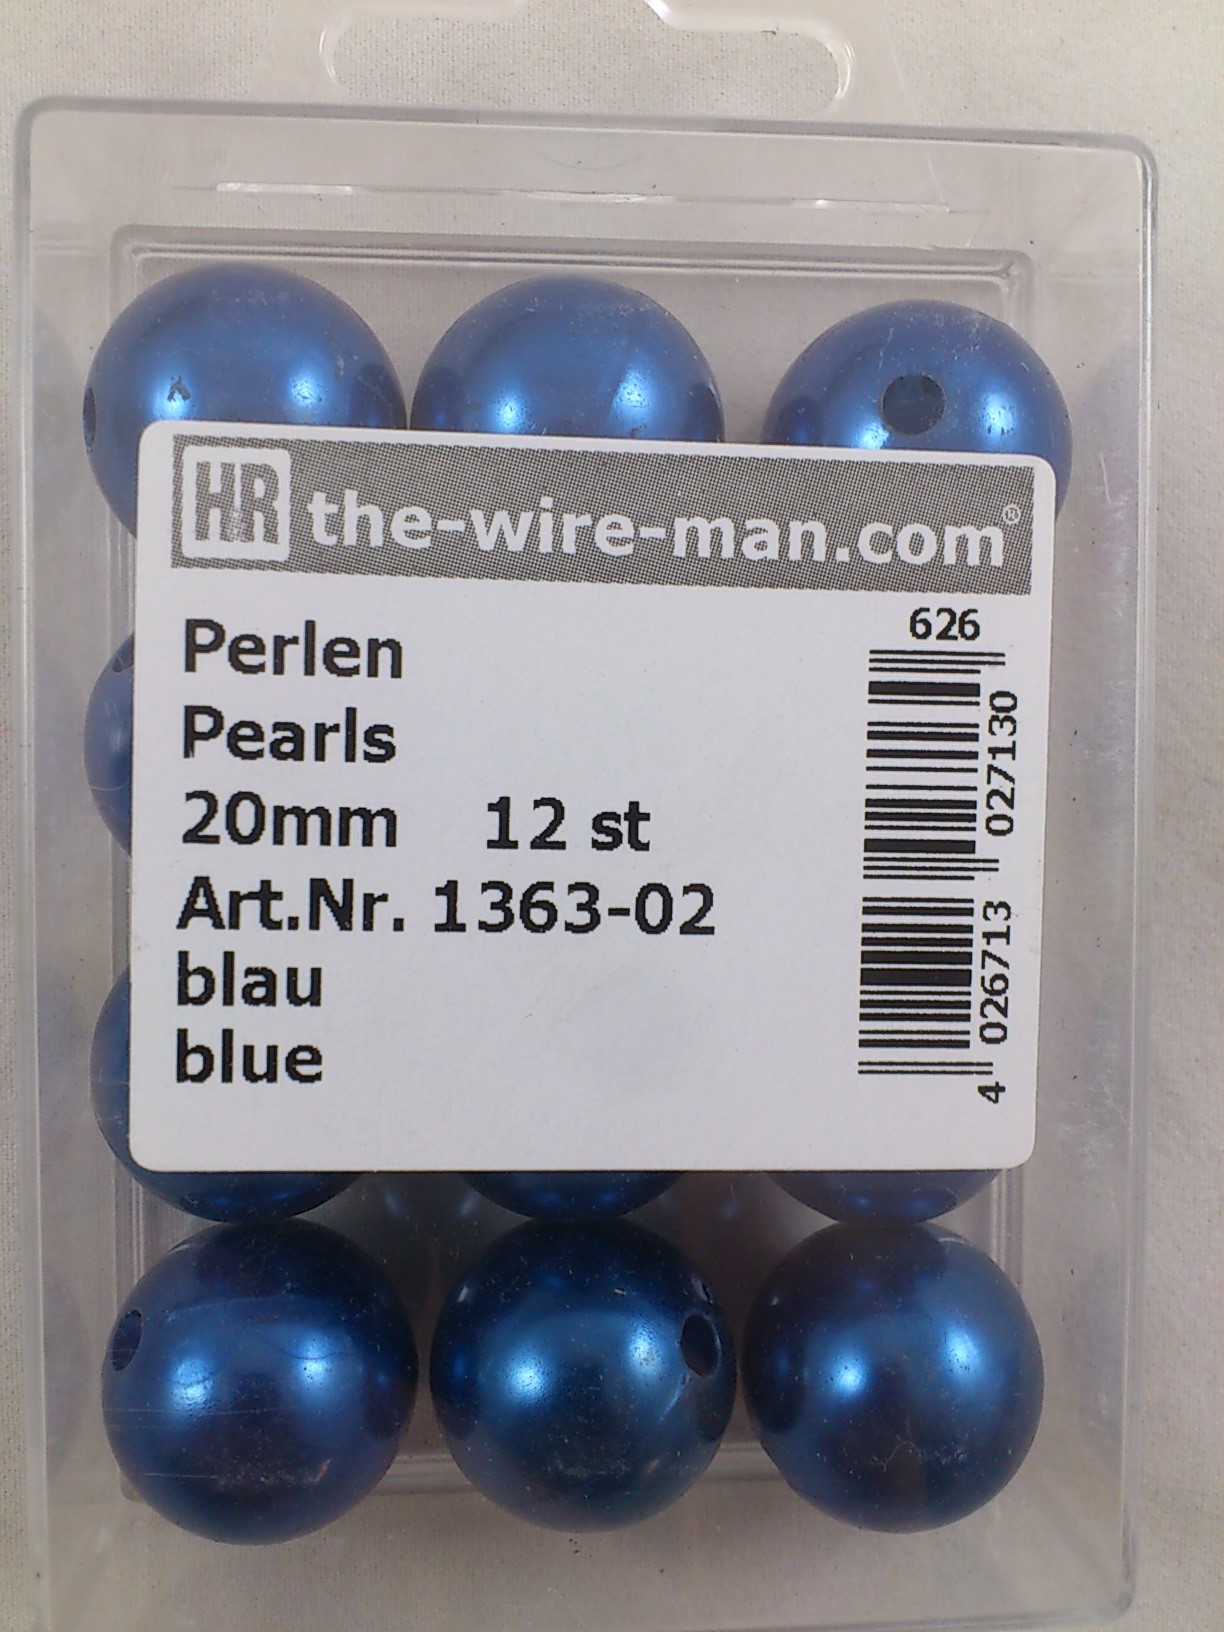 HR the-wire-man.com®
626
Perlen
Pearls
20mm 12 st
Art.Nr. 1363-02
blau
blue
4 026713 027130